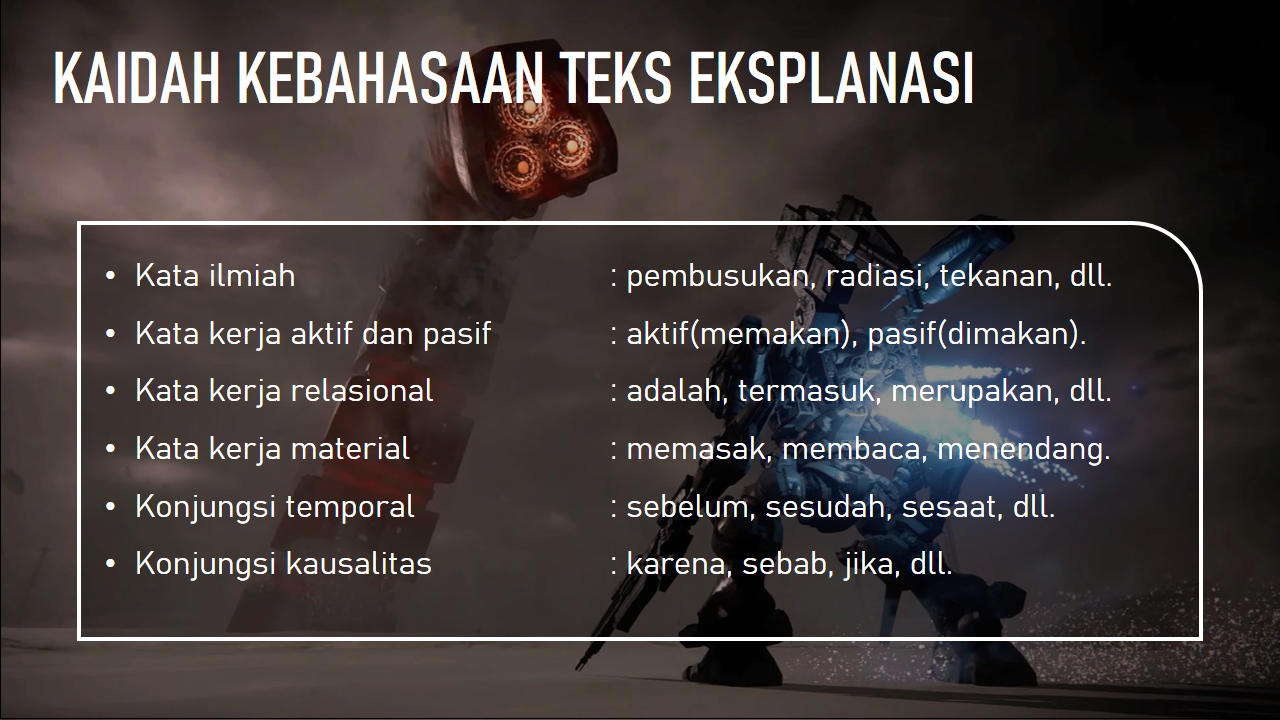 KAIDAH KEBAHASAAN TEKS EKSPLANASI
• Kata ilmiah : pembusukan, radiasi, tekanan, dll.
• Kata kerja aktif dan pasif : aktif(memakan), pasif(dimakan).
• Kata kerja relasional : adalah, termasuk, merupakan, dll.
• Kata kerja material : memasak, membaca, menendang.
• Konjungsi temporal : sebelum, sesudah, sesaat, dll.
• Konjungsi kausalitas : karena, sebab, jika, dll.